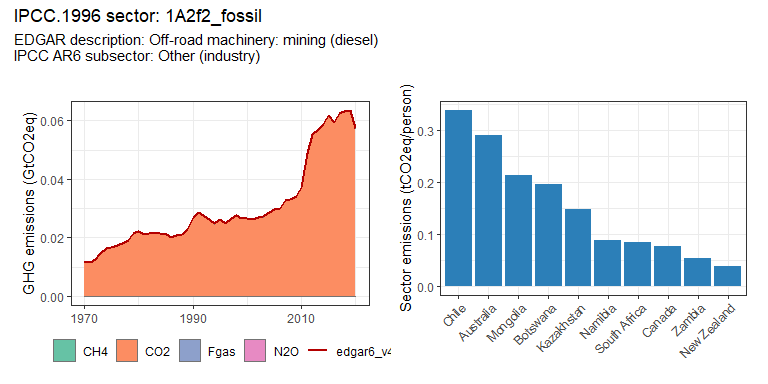 IPCC.1996 sector: 1A2f2_fossil
EDGAR description: Off-road machinery: mining (diesel)
IPCC AR6 subsector: Other (industry)
GHG emissions (GtCO2eq)
0.06
0.04
0.02
0.00
1970
1990
2010
CH4
CO2
Fgas
N2O
edgar6_v4
Sector emissions (tCO2eq/person)
0.3
0.2
0.1
0.0
Chile
Australia
Mongolia
Botswana
Kazakhstan
Namibia
South Africa
Canada
Zambia
New Zealand